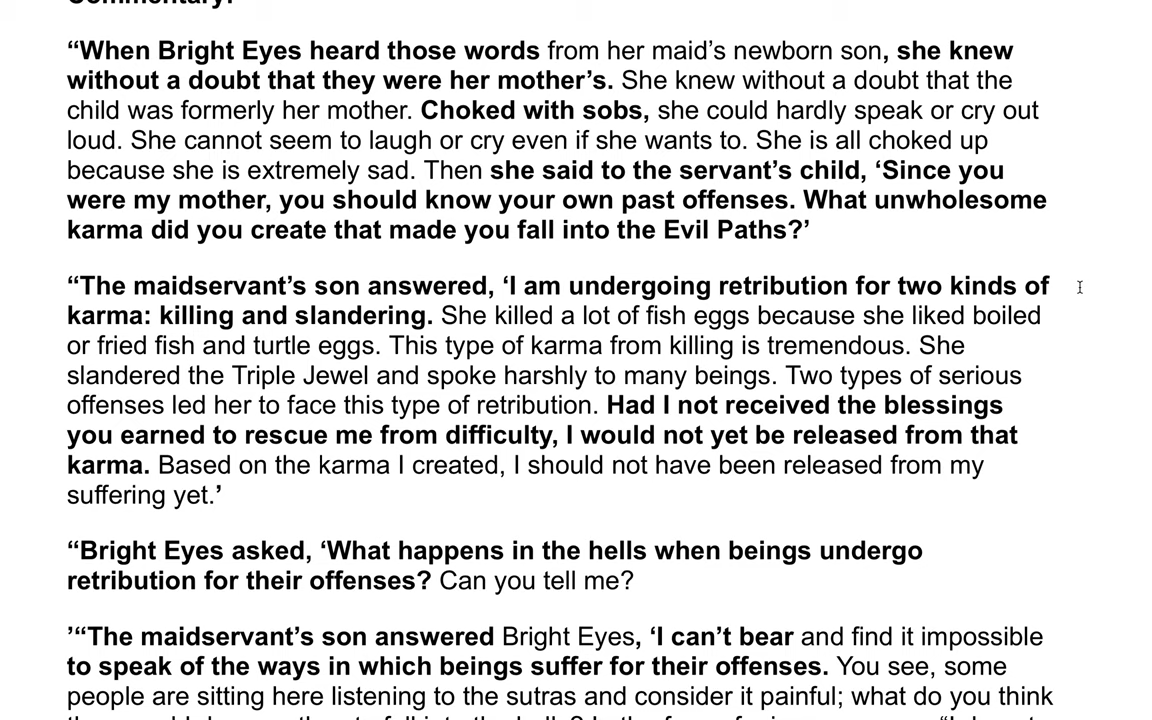 Commentary:
“When Bright Eyes heard those words from her maid’s newborn son, she knew
without a doubt that they were her mother’s. She knew without a doubt that the
child was formerly her mother. Choked with sobs, she could hardly speak or cry out
loud. She cannot seem to laugh or cry even if she wants to. She is all choked up
because she is extremely sad. Then she said to the servant’s child, ‘Since you
were my mother, you should know your own past offenses. What unwholesome
karma did you create that made you fall into the Evil Paths?’
“The maidservant’s son answered, ‘I am undergoing retribution for two kinds of
karma: killing and slandering. She killed a lot of fish eggs because she liked boiled
or fried fish and turtle eggs. This type of karma from killing is tremendous. She
slandered the Triple Jewel and spoke harshly to many beings. Two types of serious
offenses led her to face this type of retribution. Had I not received the blessings
you earned to rescue me from difficulty, I would not yet be released from that
karma. Based on the karma I created, I should not have been released from my
suffering yet.’
“Bright Eyes asked, ‘What happens in the hells when beings undergo
retribution for their offenses? Can you tell me?
’“The maidservant’s son answered Bright Eyes, ‘I can’t bear and find it impossible
to speak of the ways in which beings suffer for their offenses. You see, some
people are sitting here listening to the sutras and consider it painful; what do you think